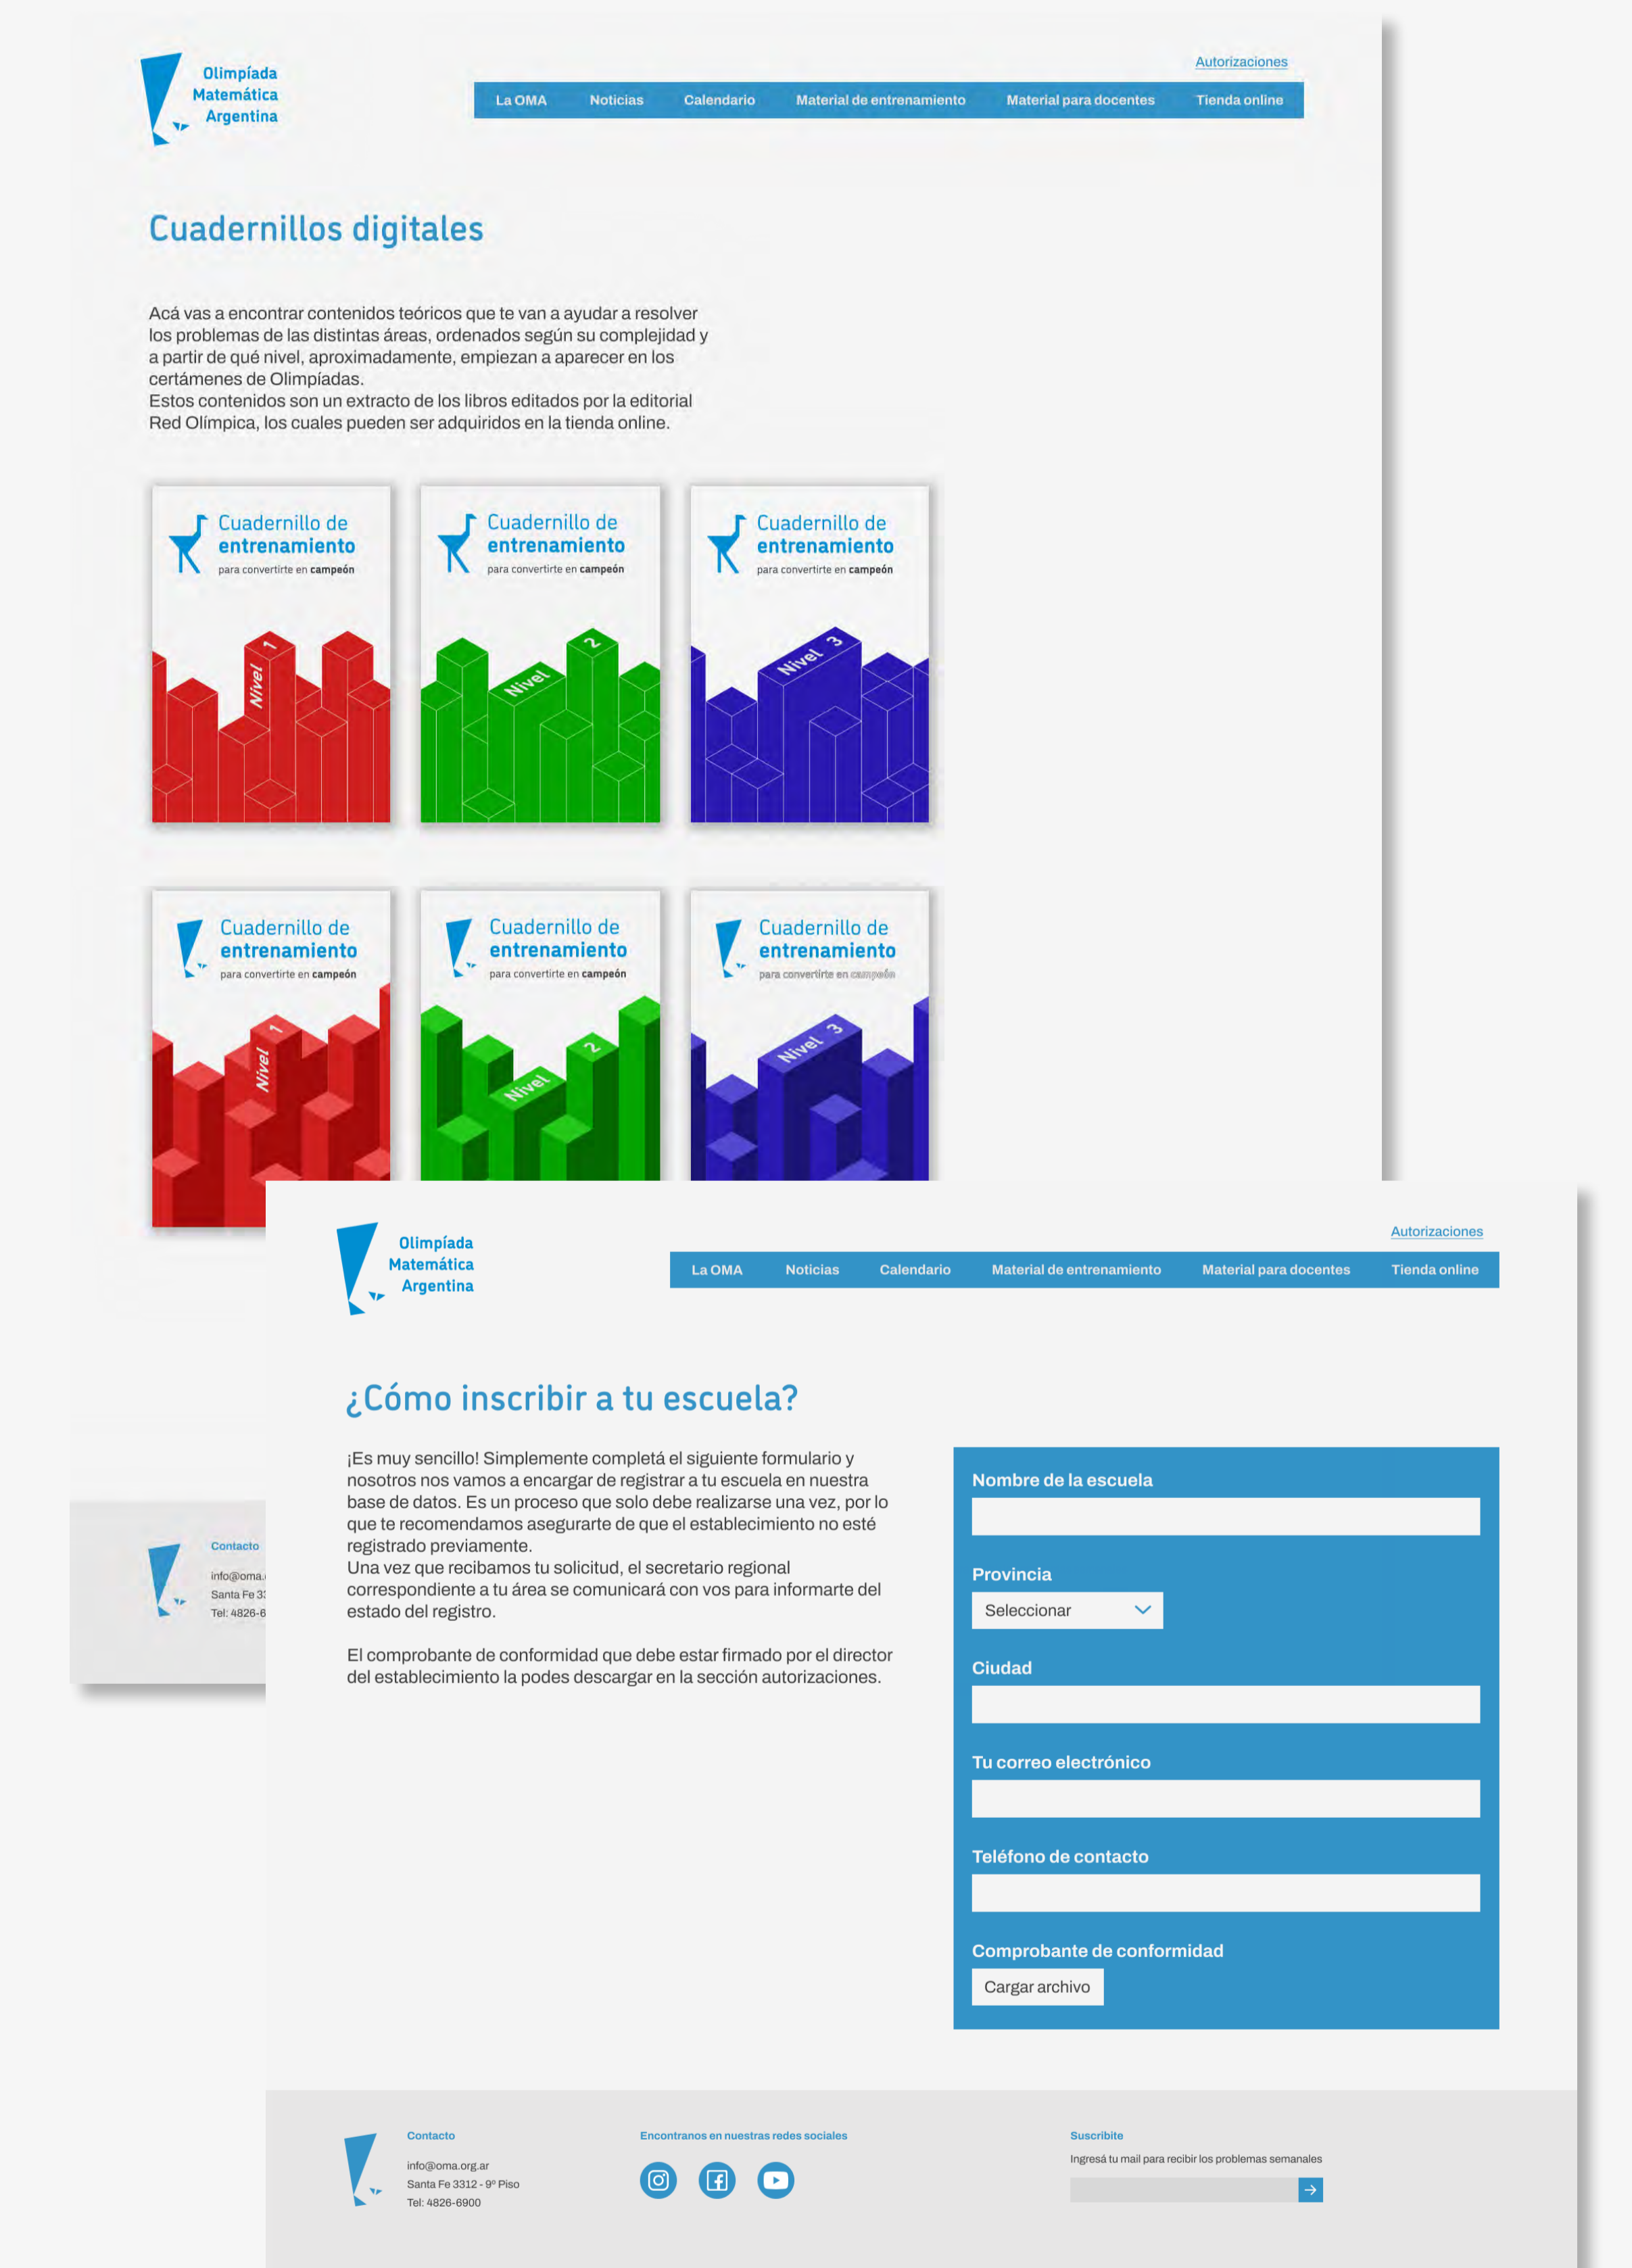 Olimpíada
Matemática
Argentina
Autorizaciones
La OMA Noticias Calendario Material de entrenamiento Material para docentes Tienda online
Cuadernillos digitales
Acá vas a encontrar contenidos teóricos que te van a ayudar a resolver
los problemas de las distintas áreas, ordenados según su complejidad y
a partir de qué nivel, aproximadamente, empiezan a aparecer en los
certámenes de Olimpíadas.
Estos contenidos son un extracto de los libros editados por la editorial
Red Olímpica, los cuales pueden ser adquiridos en la tienda online.
Cuadernillo de
entrenamiento
para convertirte en campeón
Nivel 1
Cuadernillo de
entrenamiento
para convertirte en campeón
Nivel 2
Cuadernillo de
entrenamiento
para convertirte en campeón
Nivel 3
Cuadernillo de
entrenamiento
para convertirte en campeón
Nivel 1
Cuadernillo de
entrenamiento
para convertirte en campeón
Nivel 2
Cuadernillo de
entrenamiento
para convertirte en campeón
Nivel 3
Contacto
info@oma.
Santa Fe 33
Tel: 4826-6
Olimpíada
Matemática
Argentina
Autorizaciones
La OMA Noticias Calendario Material de entrenamiento Material para docentes Tienda online
¿Cómo inscribir a tu escuela?
¡Es muy sencillo! Simplemente completá el siguiente formulario y
nosotros nos vamos a encargar de registrar a tu escuela en nuestra
base de datos. Es un proceso que solo debe realizarse una vez, por lo
que te recomendamos asegurarte de que el establecimiento no esté
registrado previamente.
Una vez que recibamos tu solicitud, el secretario regional
correspondiente a tu área se comunicará con vos para informarte del
estado del registro.
El comprobante de conformidad que debe estar firmado por el director
del establecimiento la podes descargar en la sección autorizaciones.
Nombre de la escuela
Provincia
Seleccionar
Ciudad
Tu correo electrónico
Teléfono de contacto
Comprobante de conformidad
Cargar archivo
Contacto
info@oma.org.ar
Santa Fe 3312 - 9º Piso
Tel: 4826-6900
Encontranos en nuestras redes sociales
Suscribite
Ingresá tu mail para recibir los problemas semanales